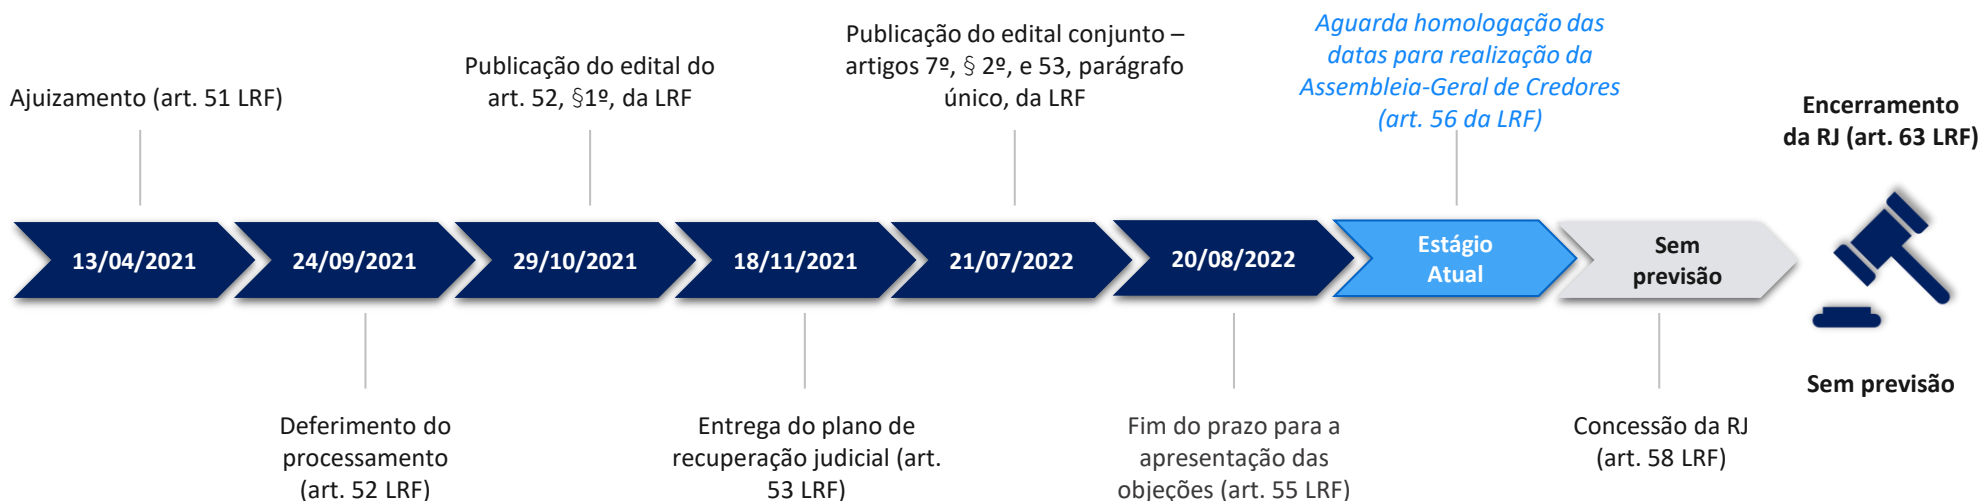 Ajuizamento (art. 51 LRF)
Publicação do edital do
art. 52, §1º, da LRF
Publicação do edital conjunto –
artigos 7º, § 2º, e 53, parágrafo
único, da LRF
Aguarda homologação das
datas para realização da
Assembleia-Geral de Credores
(art. 56 da LRF)
Encerramento
da RJ (art. 63 LRF)
13/04/2021
24/09/2021
29/10/2021
18/11/2021
21/07/2022
20/08/2022
Estágio
Atual
Sem
previsão
Sem previsão
Deferimento do
processamento
(art. 52 LRF)
Entrega do plano de
recuperação judicial (art.
53 LRF)
Fim do prazo para a
apresentação das
objeções (art. 55 LRF)
Concessão da RJ
(art. 58 LRF)